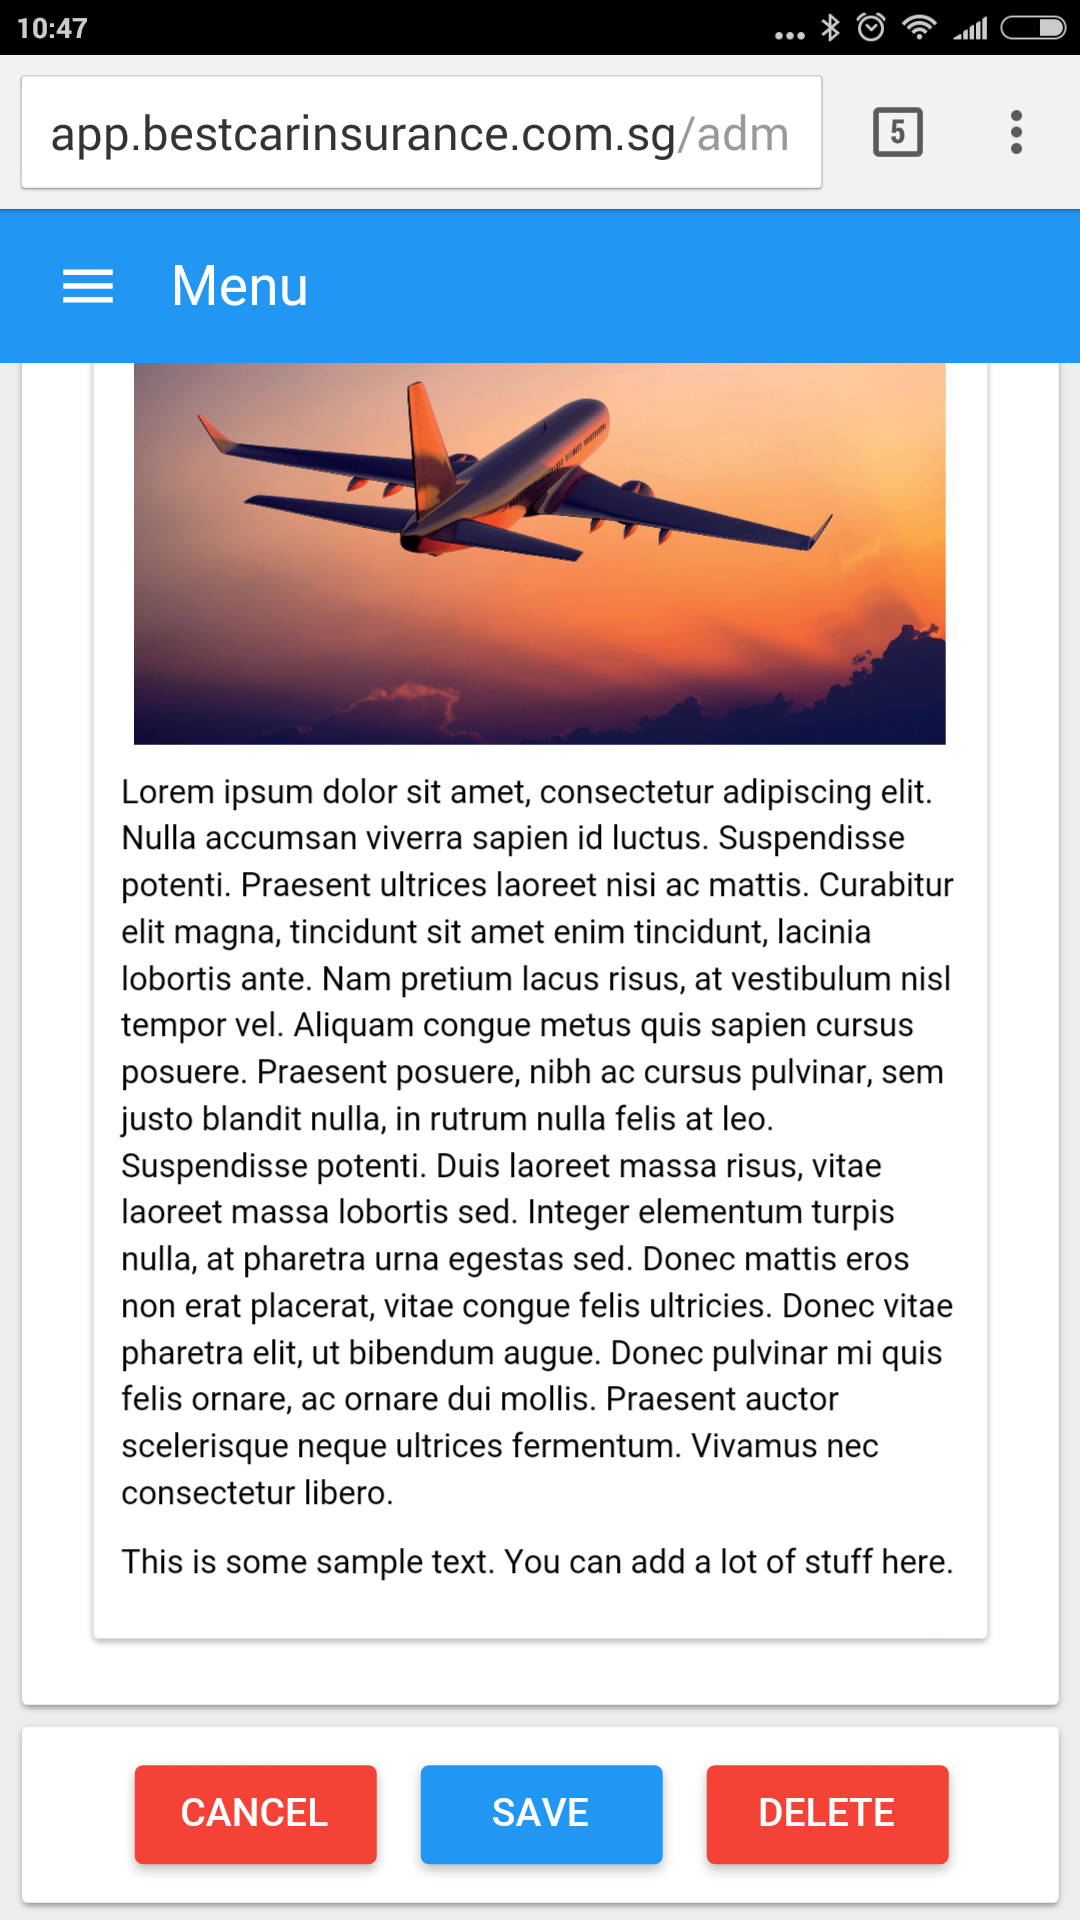 10:47
app.bestcarinsurance.com.sg/adm
5
Menu
Lorem ipsum dolor sit amet, consectetur adipiscing elit.
Nulla accumsan viverra sapien id luctus. Suspendisse
potenti. Praesent ultrices laoreet nisi ac mattis. Curabitur
elit magna, tincidunt sit amet enim tincidunt, lacinia
lobortis ante. Nam pretium lacus risus, at vestibulum nisl
tempor vel. Aliquam congue metus quis sapien cursus
posuere. Praesent posuere, nibh ac cursus pulvinar, sem
justo blandit nulla, in rutrum nulla felis at leo.
Suspendisse potenti. Duis laoreet massa risus, vitae
laoreet massa lobortis sed. Integer elementum turpis
nulla, at pharetra urna egestas sed. Donec mattis eros
non erat placerat, vitae congue felis ultricies. Donec vitae
pharetra elit, ut bibendum augue. Donec pulvinar mi quis
felis ornare, ac ornare dui mollis. Praesent auctor
scelerisque neque ultrices fermentum. Vivamus nec
consectetur libero.
This is some sample text. You can add a lot of stuff here.
CANCEL
SAVE
DELETE